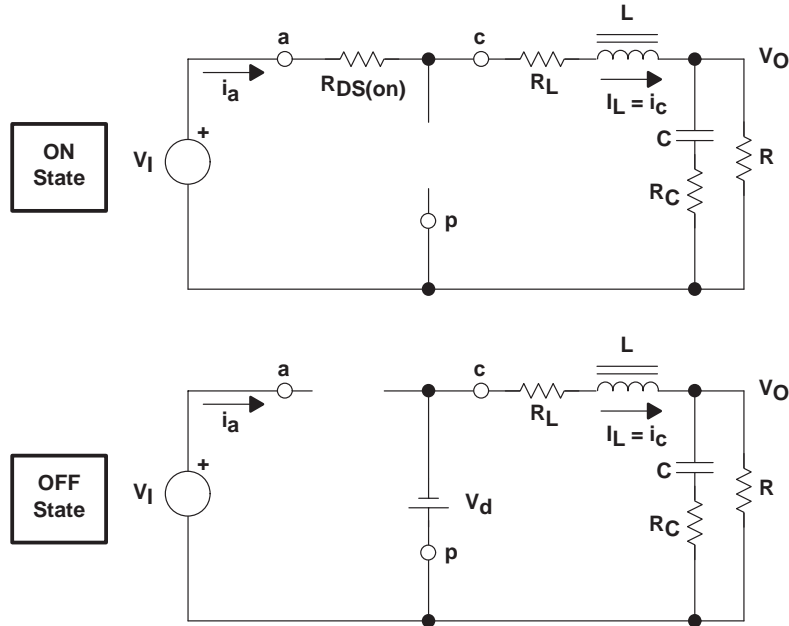 L
a
c
V_O
i_a
R_DS(on)
R_L
I_L = i_c
ON
State
V_I
+
C
R
R_C
p
L
a
c
V_O
i_a
R_L
I_L = i_c
OFF
State
V_I
+
V_d
C
R
R_C
p